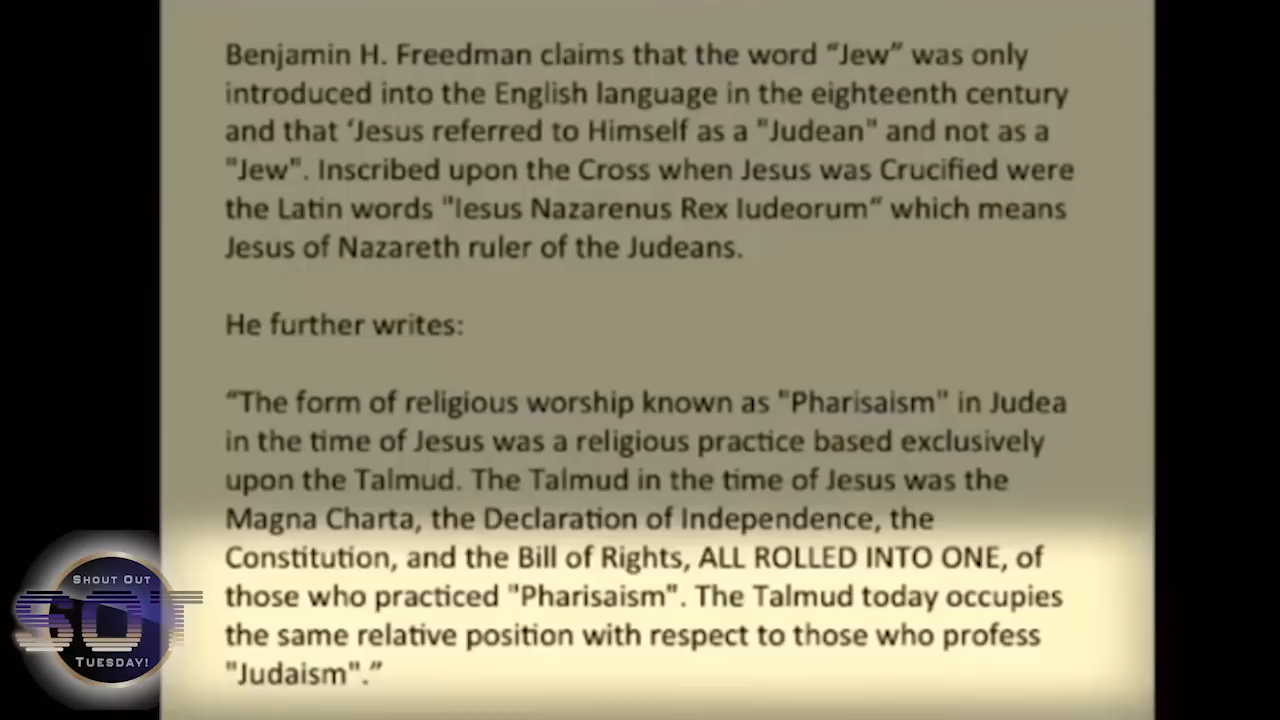 Benjamin H. Freedman claims that the word “Jew” was only
introduced into the English language in the eighteenth century
and that ‘Jesus referred to Himself as a "Judean" and not as a
"Jew". Inscribed upon the Cross when Jesus was Crucified were
the Latin words "Iesus Nazarenus Rex Iudeorum“ which means
Jesus of Nazareth ruler of the Judeans.
He further writes:
“The form of religious worship known as "Pharisaism" in Judea
in the time of Jesus was a religious practice based exclusively
upon the Talmud. The Talmud in the time of Jesus was the
Magna Charta, the Declaration of Independence, the
Constitution, and the Bill of Rights, ALL ROLLED INTO ONE, of
those who practiced "Pharisaism". The Talmud today occupies
the same relative position with respect to those who profess
"Judaism".”
SHOUT OUT
SOT
TUESDAY!